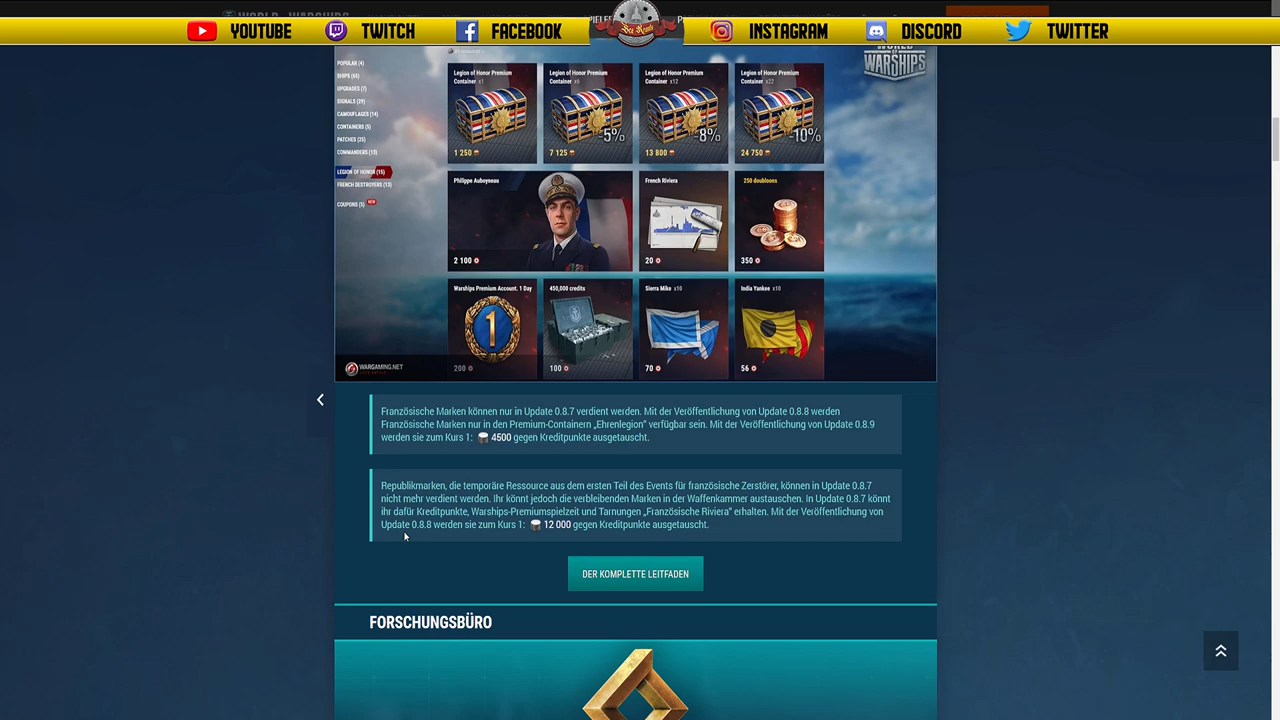 YOUTUBE TWITCH FACEBOOK INSTAGRAM DISCORD TWITTER
WORLD OF WARSHIPS
POPULAR (4)
SHIPS (60)
UPGRADES (7)
SIGNALS (29)
CAMOUFLAGES (14)
CONTAINERS (5)
PATCHES (25)
COMMANDERS (13)
LEGION OF HONOR (15)
FRENCH DESTROYERS (13)
COUPONS (5) NEW
Legion of Honor Premium
Container x1
1 250
Legion of Honor Premium
Container x6
-5%
7 125
Legion of Honor Premium
Container x12
-8%
13 800
Legion of Honor Premium
Container x22
-10%
24 750
Philippe Auboyneau
2 100
French Riviera
20
250 doubloons
350
Warships Premium Account. 1 Day
1
200
450,000 credits
100
Sierra Mike x10
70
India Yankee x10
56
WARGAMING.NET
Französische Marken können nur in Update 0.8.7 verdient werden. Mit der Veröffentlichung von Update 0.8.8 werden
Französische Marken nur in den Premium-Containern „Ehrenlegion" verfügbar sein. Mit der Veröffentlichung von Update 0.8.9
werden sie zum Kurs 1: 4500 gegen Kreditpunkte ausgetauscht.
Republikmarken, die temporäre Ressource aus dem ersten Teil des Events für französische Zerstörer, können in Update 0.8.7
nicht mehr verdient werden. Ihr könnt jedoch die verbleibenden Marken in der Waffenkammer austauschen. In Update 0.8.7 könnt
ihr dafür Kreditpunkte, Warships-Premiumspielzeit und Tarnungen „Französische Riviera" erhalten. Mit der Veröffentlichung von
Update 0.8.8 werden sie zum Kurs 1: 12 000 gegen Kreditpunkte ausgetauscht.
DER KOMPLETTE LEITFADEN
FORSCHUNGSBÜRO